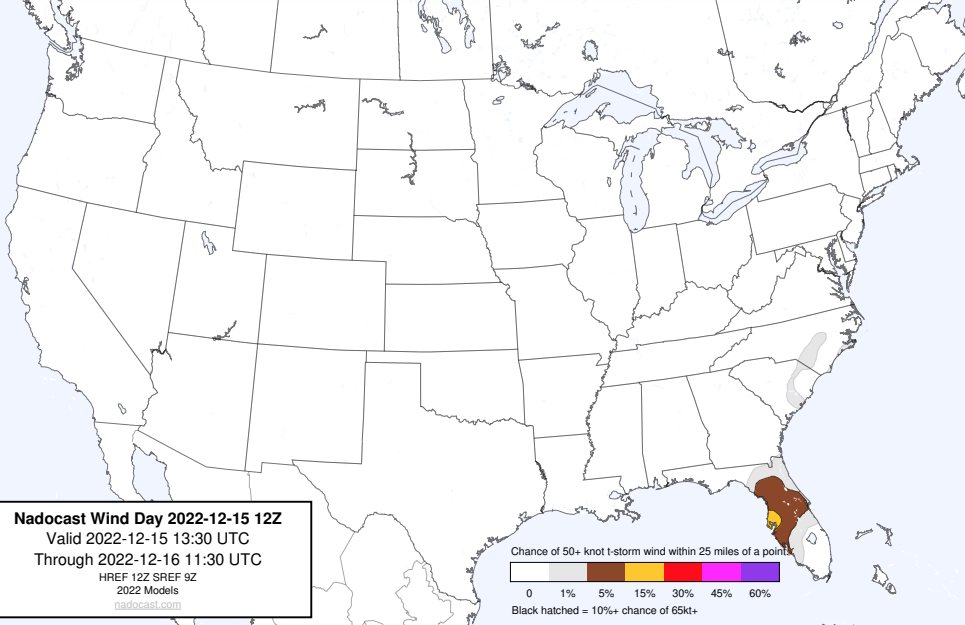 Nadocast Wind Day 2022-12-15 12Z
Valid 2022-12-15 13:30 UTC
Through 2022-12-16 11:30 UTC
HREF 12Z SREF 9Z
2022 Models
nadocast.com
Chance of 50+ knot t-storm wind within 25 miles of a point.
0 1% 5% 15% 30% 45% 60%
Black hatched = 10%+ chance of 65kt+